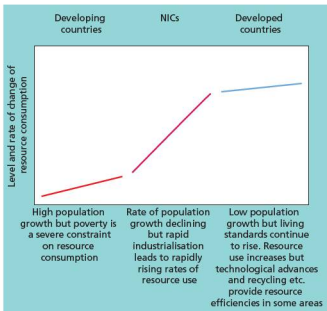 Developing
countries
NICs
Developed
countries
Level and rate of change of
resource consumption
High population
growth but poverty is
a severe constraint
on resource
consumption
Rate of population
growth declining
but rapid
industrialisation
leads to rapidly
rising rates of
resource use
Low population
growth but living
standards continue
to rise. Resource
use increases but
technological advances
and recycling etc.
provide resource
efficiencies in some areas